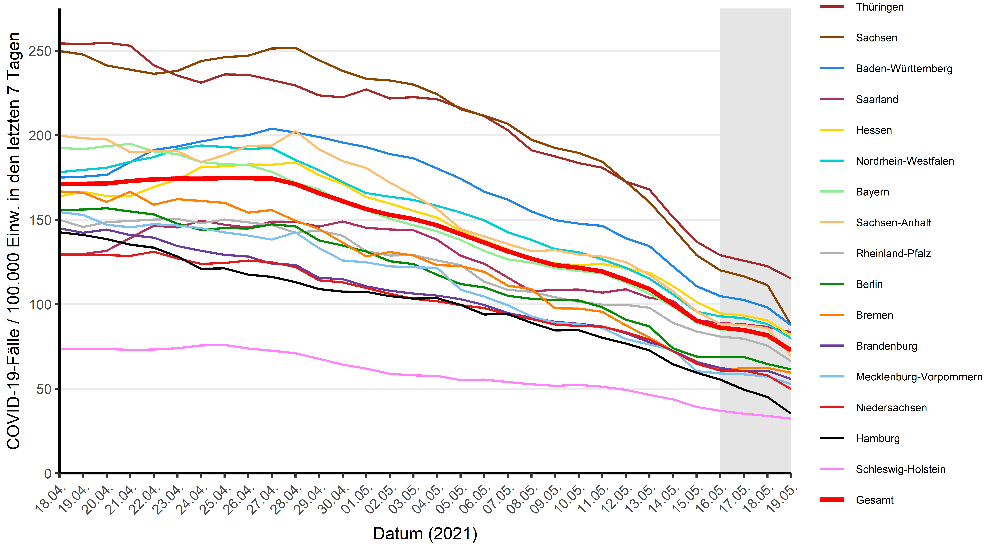 COVID-19-Fälle / 100.000 Einw. in den letzten 7 Tagen
250
200
150
100
50
0
18.04.
19.04.
20.04.
21.04.
22.04.
23.04.
24.04.
25.04.
26.04.
27.04.
28.04.
29.04.
30.04.
01.05.
02.05.
03.05.
04.05.
05.05.
06.05.
07.05.
08.05.
09.05.
10.05.
11.05.
12.05.
13.05.
14.05.
15.05.
16.05.
17.05.
18.05.
19.05.
Datum (2021)
Thüringen
Sachsen
Baden-Württemberg
Saarland
Hessen
Nordrhein-Westfalen
Bayern
Sachsen-Anhalt
Rheinland-Pfalz
Berlin
Bremen
Brandenburg
Mecklenburg-Vorpommern
Niedersachsen
Hamburg
Schleswig-Holstein
Gesamt